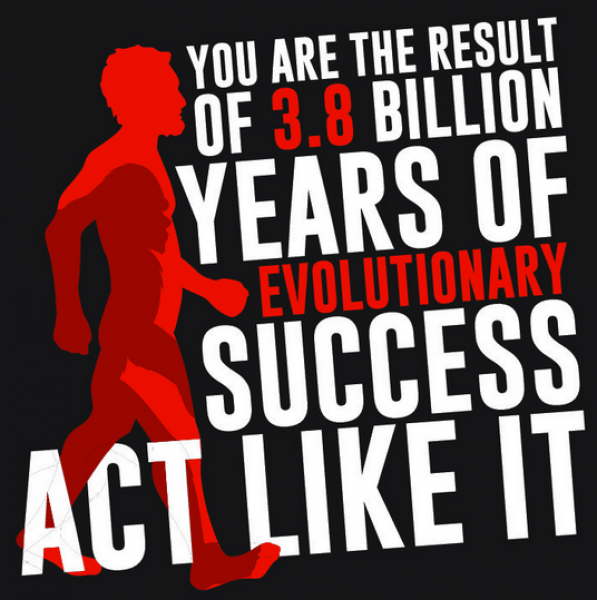 YOU ARE THE RESULT
OF 3.8 BILLION
YEARS OF
EVOLUTIONARY
SUCCESS
ACT LIKE IT